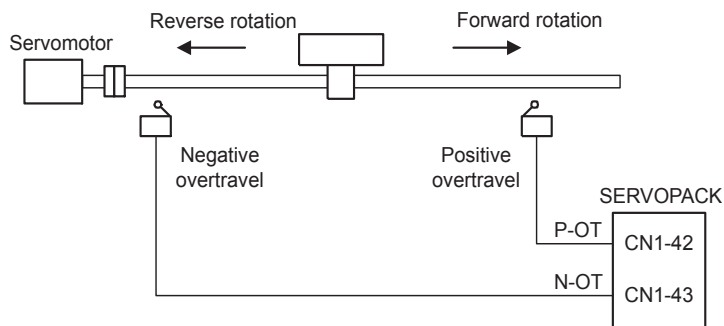 Reverse rotation
Forward rotation
Servomotor
Negative
overtravel
Positive
overtravel
SERVOPACK
P-OT
CN1-42
N-OT
CN1-43